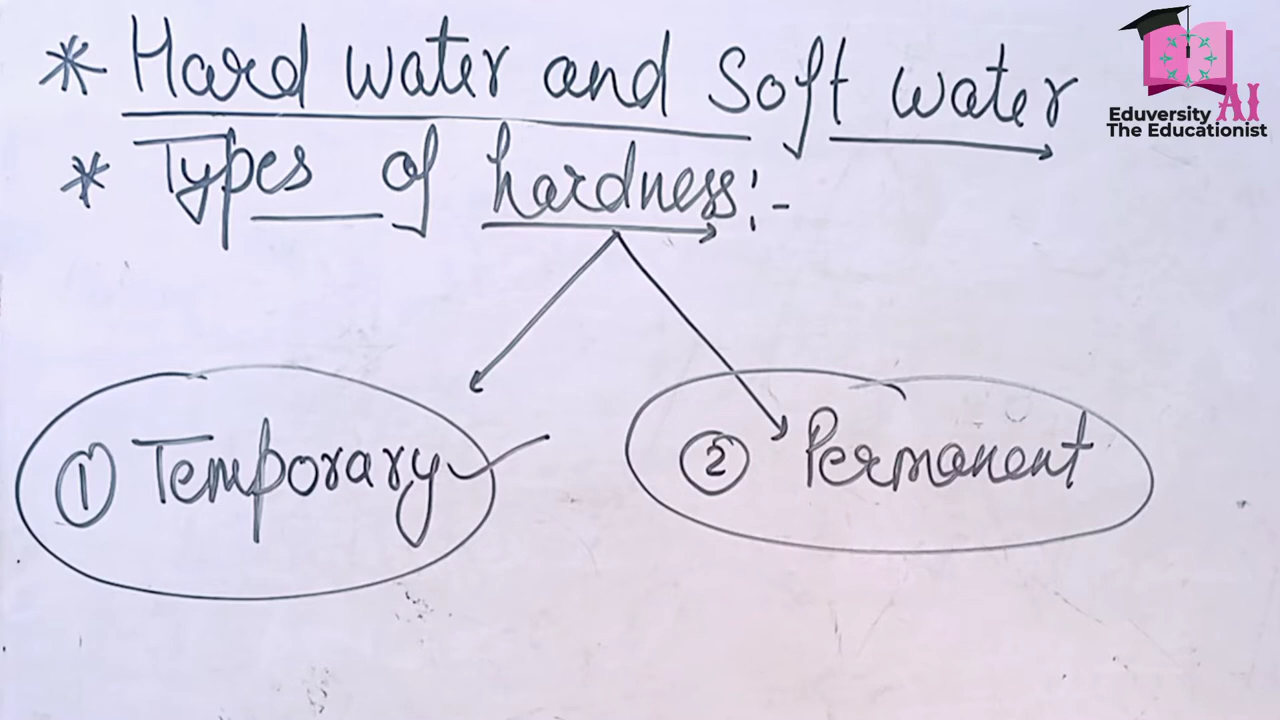 * Hard water and Soft water
* Types of hardness:-
① Temporary
② Permanent
Eduversity AI
The Educationist